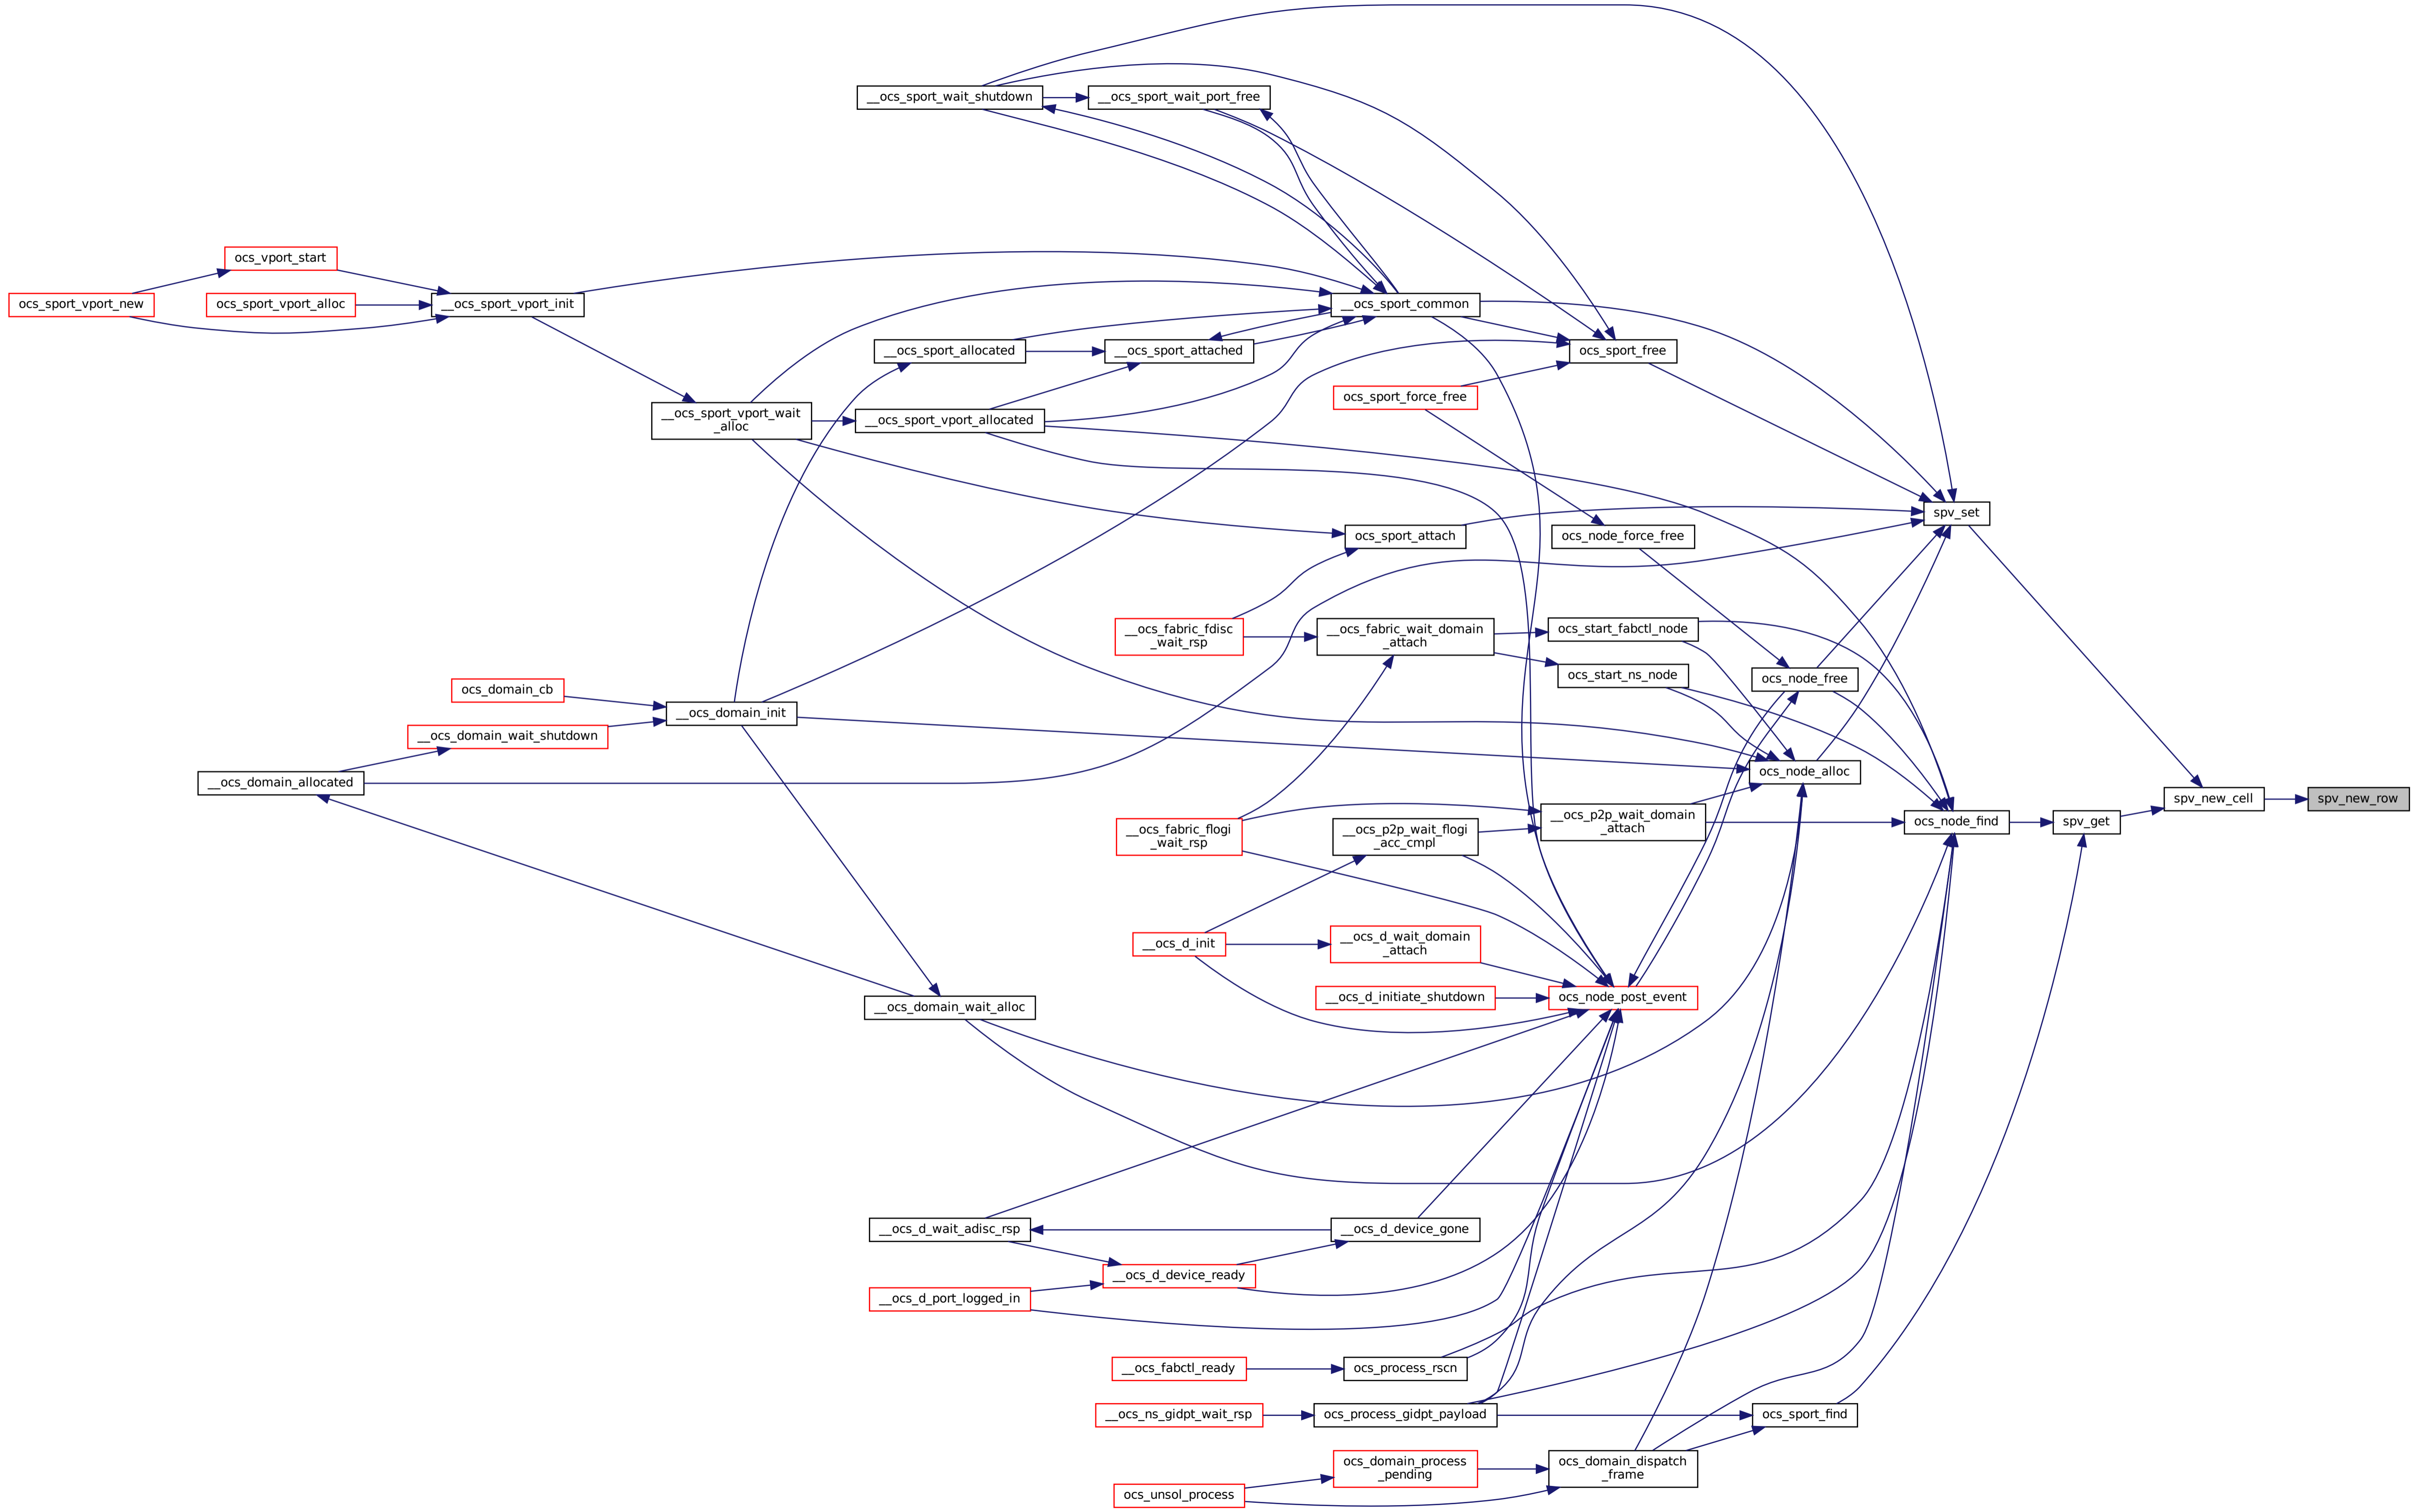 __ocs_sport_wait_shutdown
__ocs_sport_wait_port_free
ocs_vport_start
ocs_sport_vport_new
ocs_sport_vport_alloc
__ocs_sport_vport_init
__ocs_sport_common
__ocs_sport_allocated
__ocs_sport_attached
ocs_sport_free
ocs_sport_force_free
__ocs_sport_vport_wait
_alloc
__ocs_sport_vport_allocated
spv_set
ocs_sport_attach
ocs_node_force_free
__ocs_fabric_fdisc
_wait_rsp
__ocs_fabric_wait_domain
_attach
ocs_start_fabctl_node
ocs_start_ns_node
ocs_node_free
ocs_domain_cb
__ocs_domain_init
__ocs_domain_wait_shutdown
__ocs_domain_allocated
ocs_node_alloc
spv_new_cell
spv_new_row
__ocs_fabric_flogi
_wait_rsp
__ocs_p2p_wait_flogi
_acc_cmpl
__ocs_p2p_wait_domain
_attach
ocs_node_find
spv_get
__ocs_d_init
__ocs_d_wait_domain
_attach
__ocs_d_initiate_shutdown
ocs_node_post_event
__ocs_domain_wait_alloc
__ocs_d_wait_adisc_rsp
__ocs_d_device_gone
__ocs_d_device_ready
__ocs_d_port_logged_in
__ocs_fabctl_ready
ocs_process_rscn
__ocs_ns_gidpt_wait_rsp
ocs_process_gidpt_payload
ocs_sport_find
ocs_domain_process
_pending
ocs_domain_dispatch
_frame
ocs_unsol_process